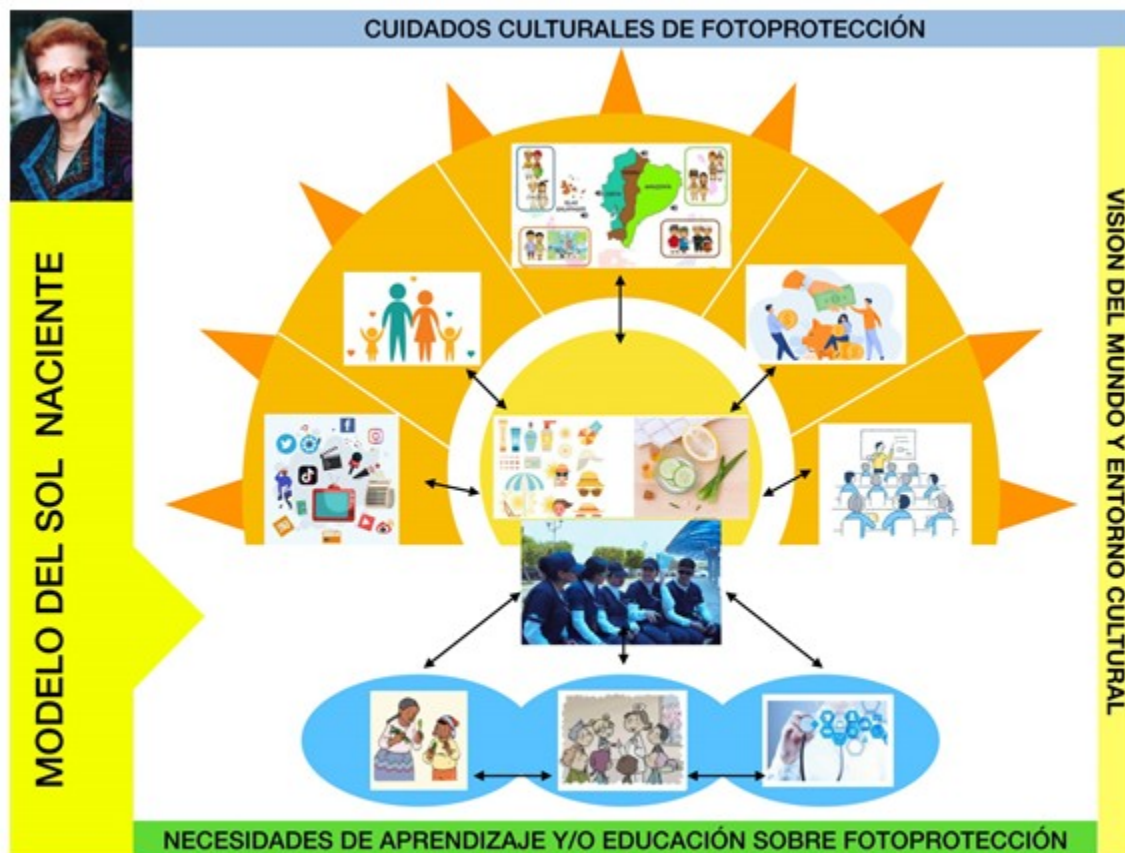 CUIDADOS CULTURALES DE FOTOPROTECCIÓN
MODELO DEL SOL NACIENTE
VISION DEL MUNDO Y ENTORNO CULTURAL
AMAZONÍA
NECESIDADES DE APRENDIZAJE Y/O EDUCACIÓN SOBRE FOTOPROTECCIÓN